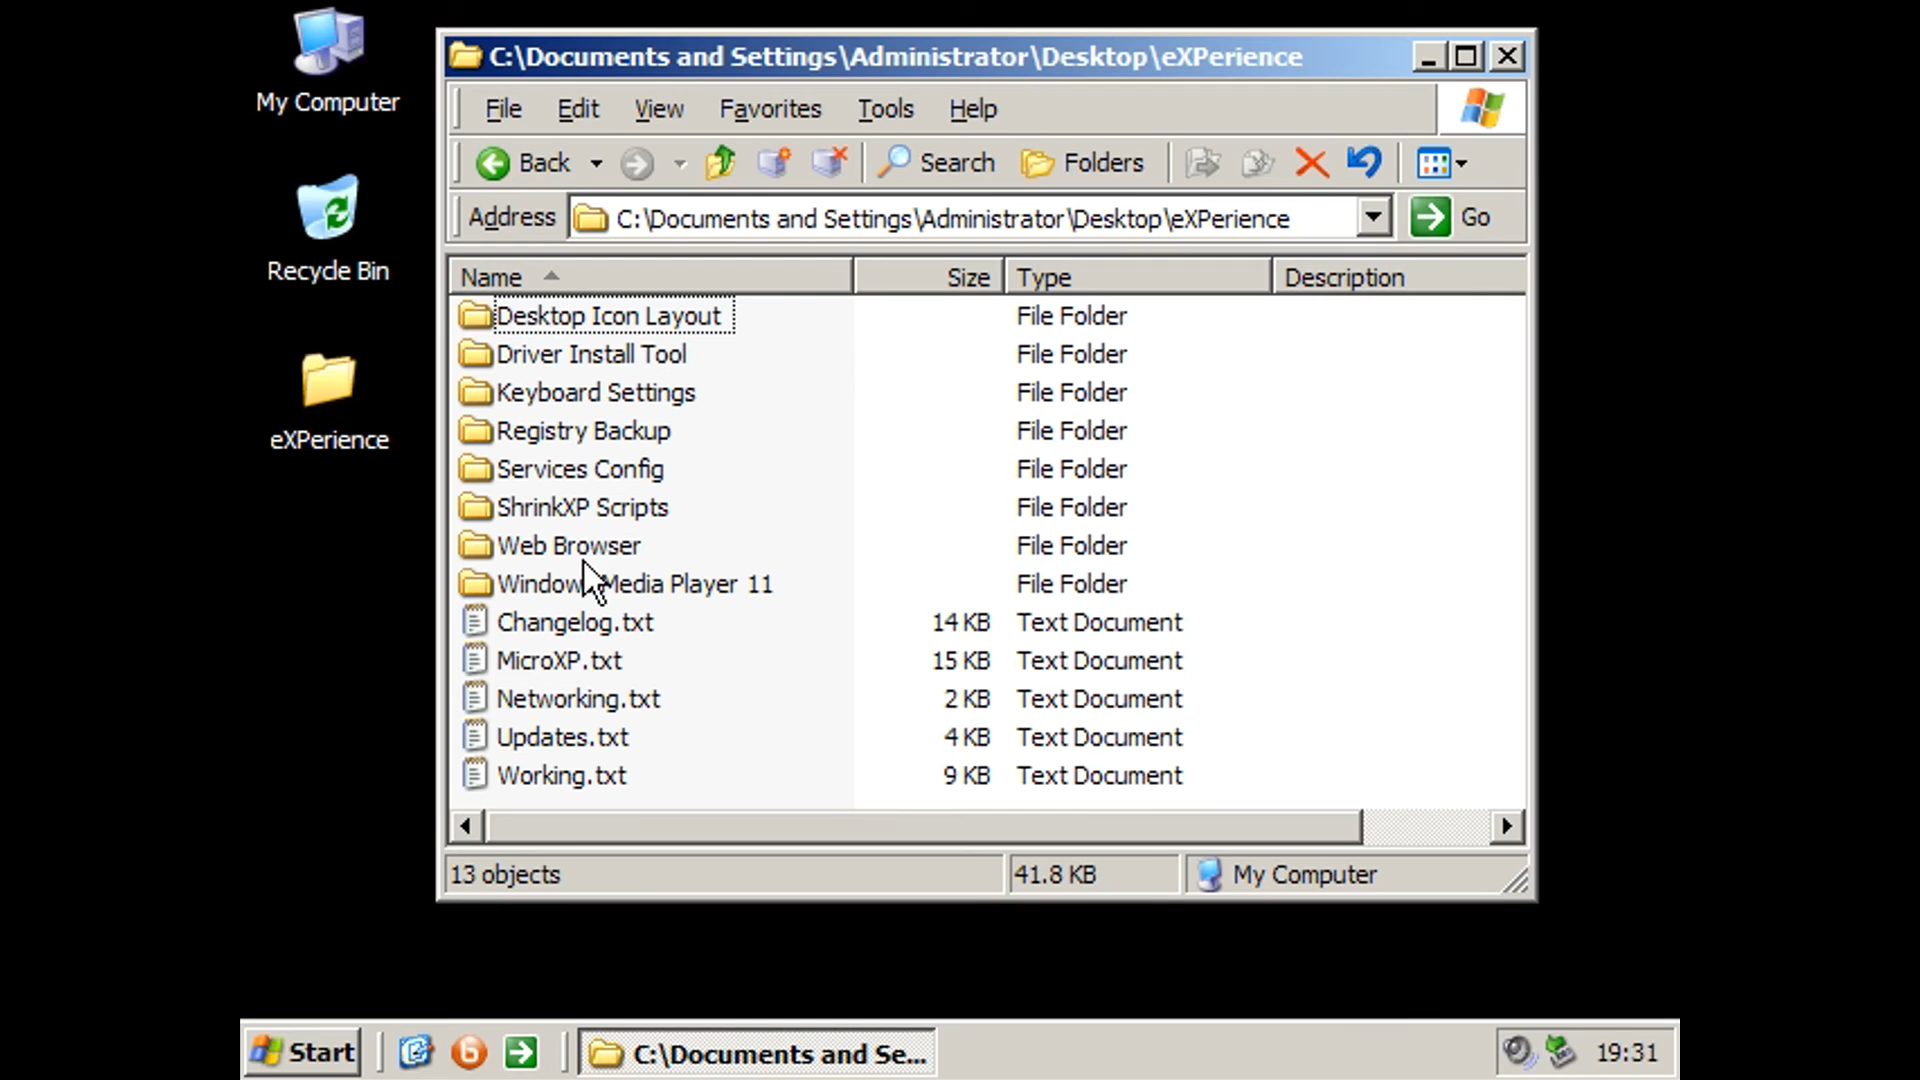 My Computer
Recycle Bin
eXPerience
C:\Documents and Settings\Administrator\Desktop\eXPerience
File Edit View Favorites Tools Help
Back Search Folders
Address C:\Documents and Settings\Administrator\Desktop\eXPerience Go
Name Size Type Description
Desktop Icon Layout File Folder
Driver Install Tool File Folder
Keyboard Settings File Folder
Registry Backup File Folder
Services Config File Folder
ShrinkXP Scripts File Folder
Web Browser File Folder
Windows Media Player 11 File Folder
Changelog.txt 14 KB Text Document
MicroXP.txt 15 KB Text Document
Networking.txt 2 KB Text Document
Updates.txt 4 KB Text Document
Working.txt 9 KB Text Document
13 objects 41.8 KB My Computer
Start C:\Documents and Se... 19:31